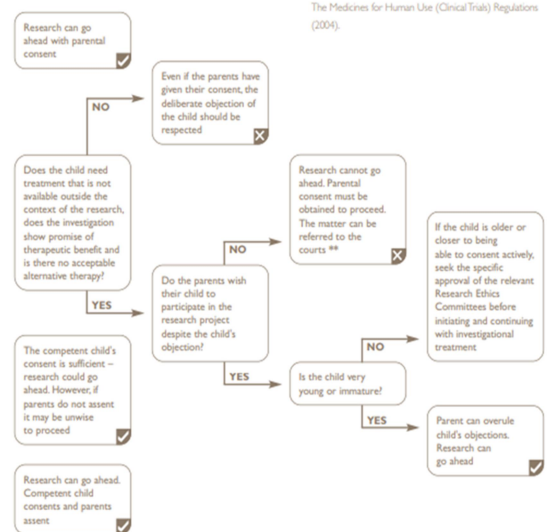 The Medicines for Human Use (Clinical Trials) Regulations
(2004).
Research can go
ahead with parental
consent
Even if the parents have
given their consent, the
deliberate objection of
the child should be
respected
NO
Does the child need
treatment that is not
available outside the
context of the research,
does the investigation
show promise of
therapeutic benefit and
is there no acceptable
alternative therapy?
YES
Research cannot go
ahead. Parental
consent must be
obtained to proceed.
The matter can be
referred to the
courts **
NO
Do the parents wish
their child to
participate in the
research project
despite the child's
objection?
YES
If the child is older or
closer to being
able to consent actively,
seek the specific
approval of the relevant
Research Ethics
Committees before
initiating and continuing
with investigational
treatment
NO
Is the child very
young or immature?
YES
Parent can overule
child's objections.
Research can
go ahead
The competent child's
consent is sufficient –
research could go
ahead. However, if
parents do not assent
it may be unwise
to proceed
Research can go ahead.
Competent child
consents and parents
assent